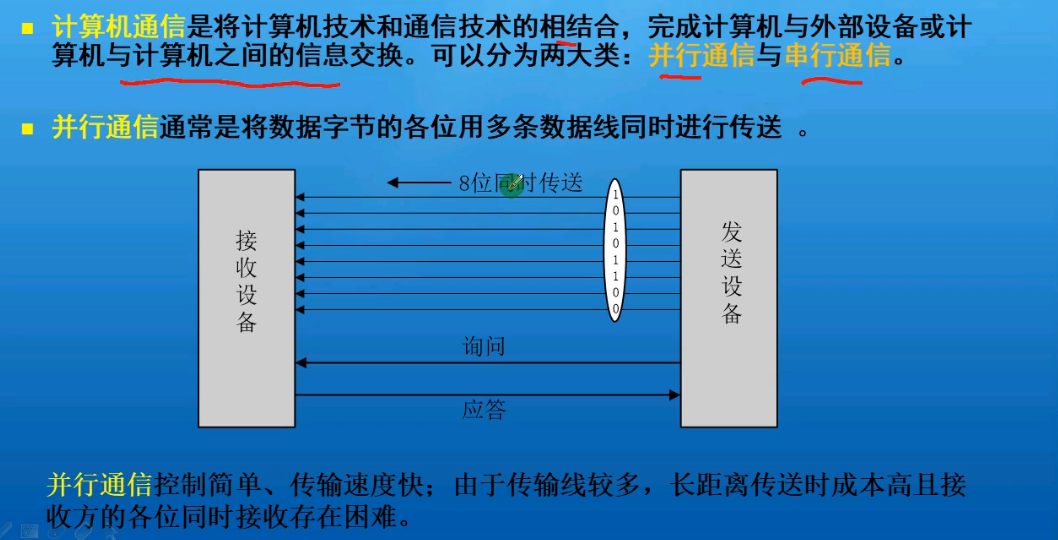 计算机通信是将计算机技术和通信技术的相结合，完成计算机与外部设备或计
算机与计算机之间的信息交换。可以分为两大类：并行通信与串行通信。
并行通信通常是将数据字节的各位用多条数据线同时进行传送 。
8位同时传送
1
0
1
0
1
1
0
0
接收设备
发送设备
询问
应答
并行通信控制简单、传输速度快；由于传输线较多，长距离传送时成本高且接
收方的各位同时接收存在困难。